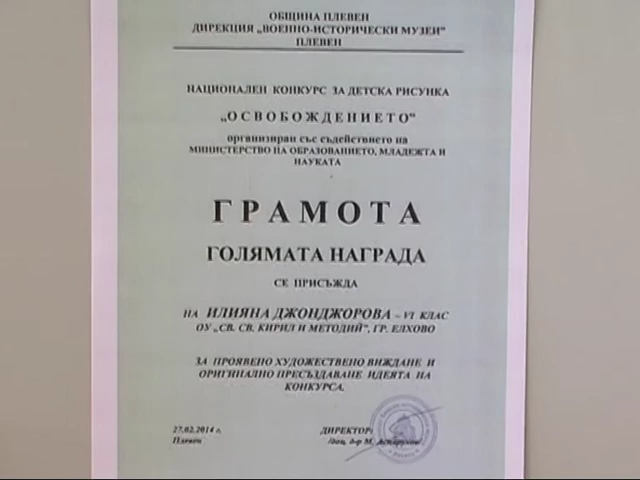 ОБЩИНА ПЛЕВЕН
ДИРЕКЦИЯ „ВОЕННО-ИСТОРИЧЕСКИ МУЗЕИ"
ПЛЕВЕН
НАЦИОНАЛЕН КОНКУРС ЗА ДЕТСКА РИСУНКА
„ОСВОБОЖДЕНИЕТО"
организиран със съдействието на
МИНИСТЕРСТВО НА ОБРАЗОВАНИЕТО, МЛАДЕЖТА И
НАУКАТА
ГРАМОТА
ГОЛЯМАТА НАГРАДА
СЕ ПРИСЪЖДА
НА ИЛИЯНА ДЖОНДЖОРОВА – VI КЛАС
ОУ „СВ. СВ. КИРИЛ И МЕТОДИЙ", ГР. ЕЛХОВО
ЗА ПРОЯВЕНО ХУДОЖЕСТВЕНО ВИЖДАНЕ И
ОРИГИНАЛНО ПРЕСЪЗДАВАНЕ ИДЕЯТА НА
КОНКУРСА.
27.02.2014 г. ДИРЕКТОР:
Плевен /доц. д-р М.